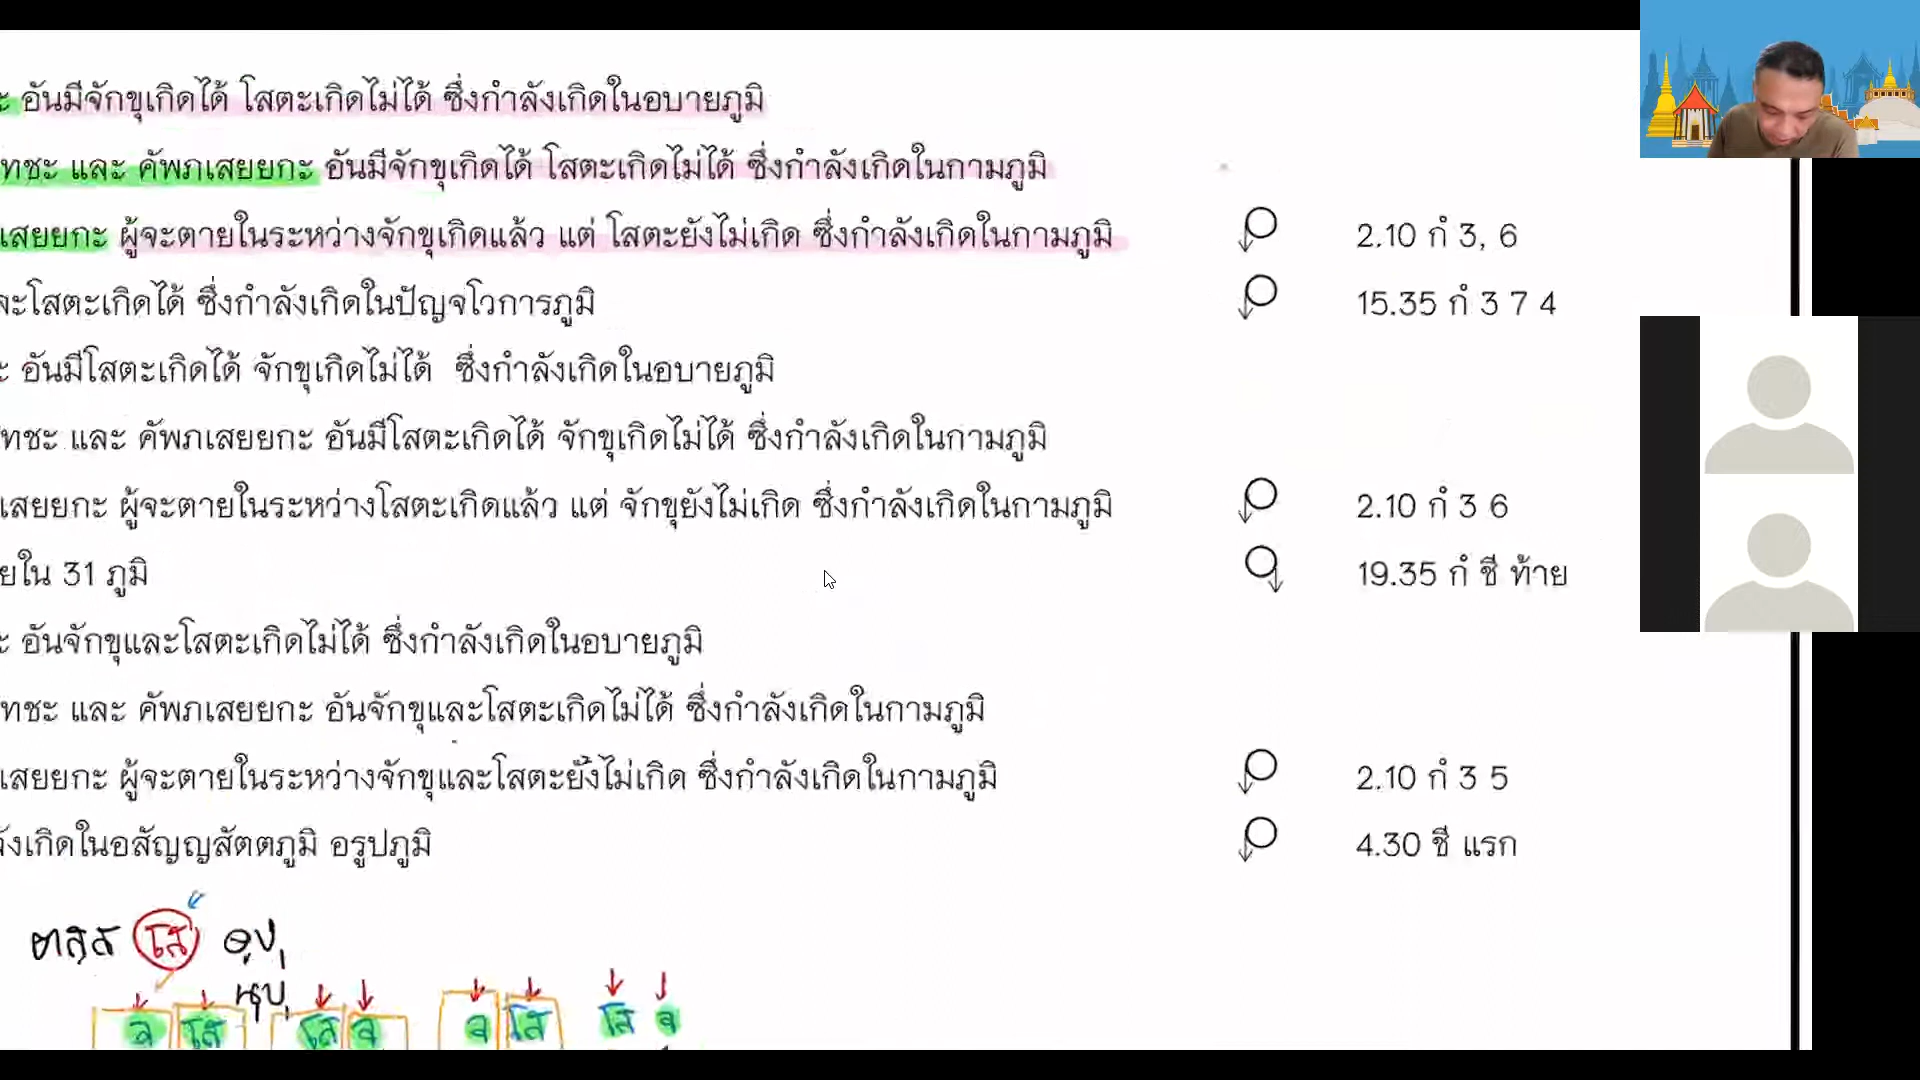 ะ อันมีจักขุเกิดได้ โสตะเกิดไม่ได้ ซึ่งกำลังเกิดในอบายภูมิ
ทชะ และ คัพภเสยยกะ อันมีจักขุเกิดได้ โสตะเกิดไม่ได้ ซึ่งกำลังเกิดในกามภูมิ
เสยยกะ ผู้จะตายในระหว่างจักขุเกิดแล้ว แต่ โสตะยังไม่เกิด ซึ่งกำลังเกิดในกามภูมิ 2.10 กํ 3, 6
ละโสตะเกิดได้ ซึ่งกำลังเกิดในปัญจโวการภูมิ 15.35 กํ 3 7 4
ะ อันมีโสตะเกิดได้ จักขุเกิดไม่ได้ ซึ่งกำลังเกิดในอบายภูมิ
ทชะ และ คัพภเสยยกะ อันมีโสตะเกิดได้ จักขุเกิดไม่ได้ ซึ่งกำลังเกิดในกามภูมิ
เสยยกะ ผู้จะตายในระหว่างโสตะเกิดแล้ว แต่ จักขุยังไม่เกิด ซึ่งกำลังเกิดในกามภูมิ 2.10 กํ 3 6
ยใน 31 ภูมิ 19.35 กํ ชี ท้าย
ะ อันจักขุและโสตะเกิดไม่ได้ ซึ่งกำลังเกิดในอบายภูมิ
ทชะ และ คัพภเสยยกะ อันจักขุและโสตะเกิดไม่ได้ ซึ่งกำลังเกิดในกามภูมิ
เสยยกะ ผู้จะตายในระหว่างจักขุและโสตะยังไม่เกิด ซึ่งกำลังเกิดในกามภูมิ 2.10 กํ 3 5
ังเกิดในอสัญญสัตตภูมิ อรูปภูมิ 4.30 ชี แรก
โส
จ โส โส จ จ โส โส จ